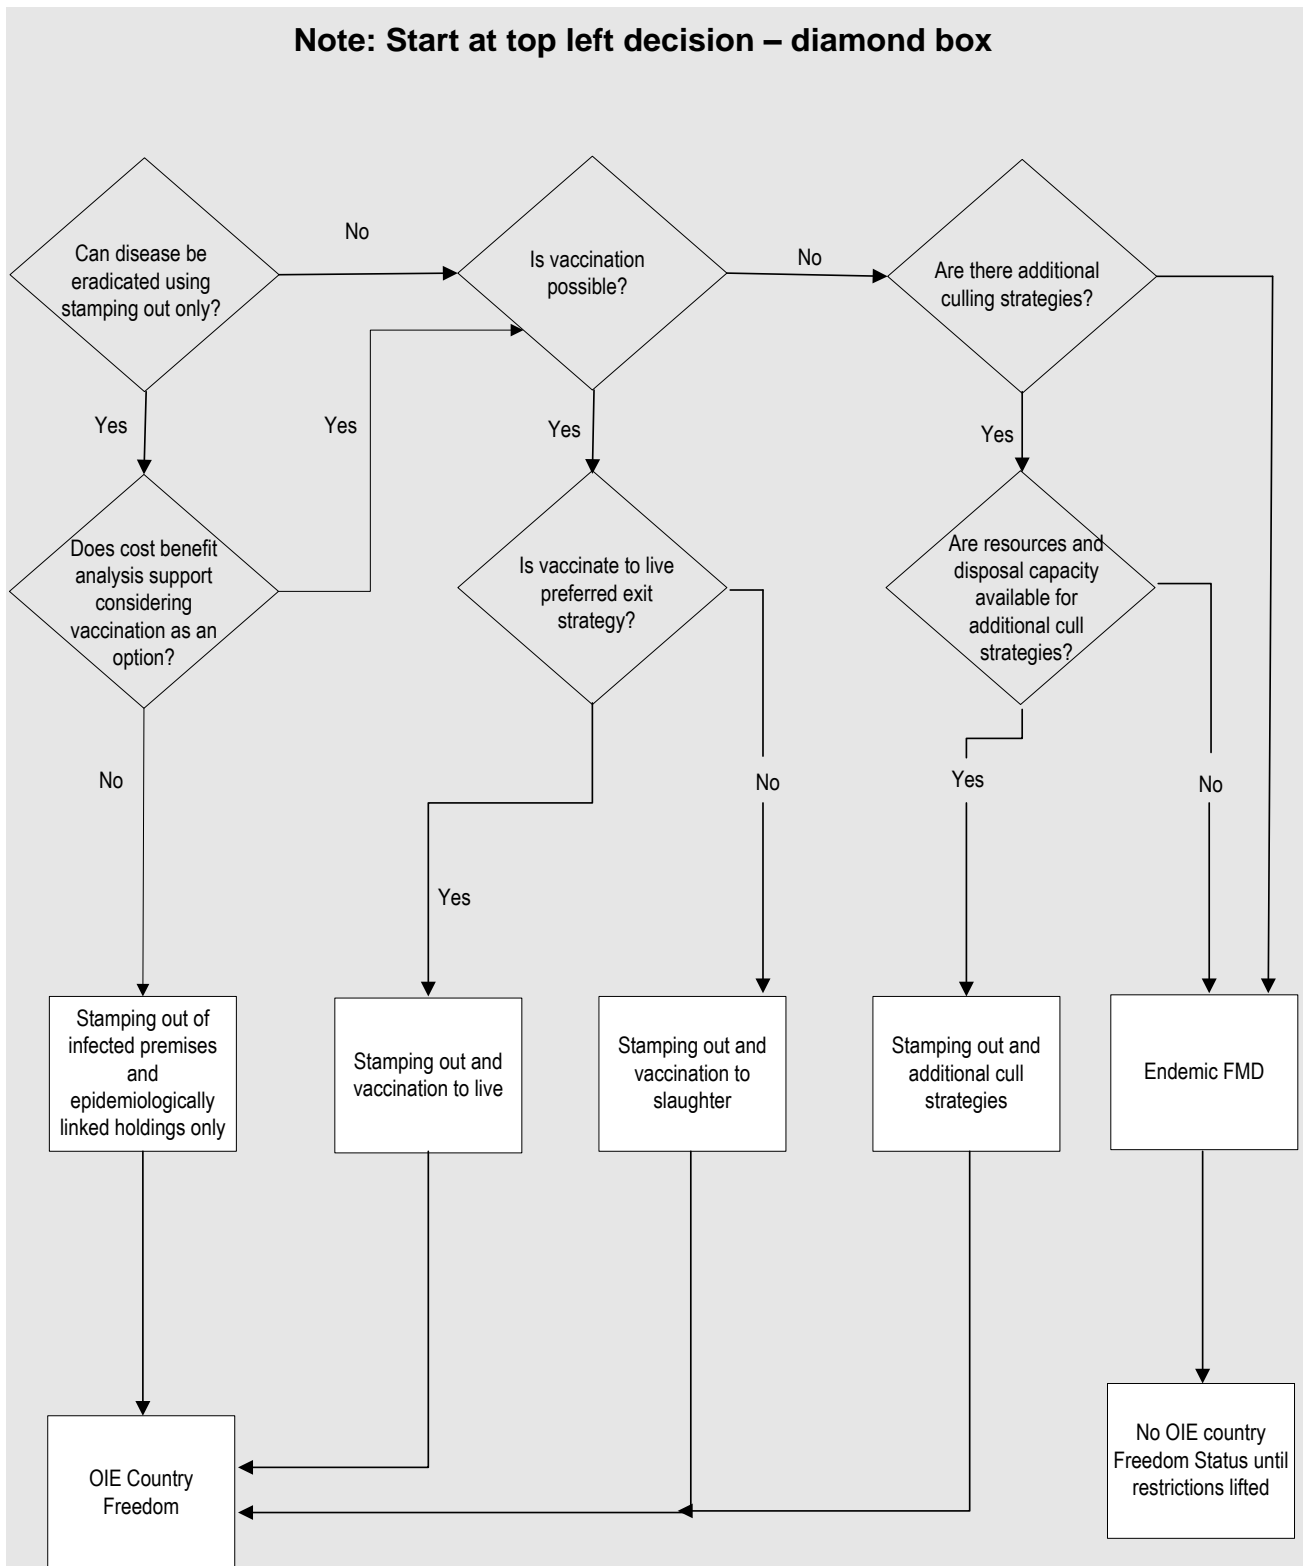 Note: Start at top left decision – diamond box
Can disease be
eradicated using
stamping out only?
No
Is vaccination
possible?
No
Are there additional
culling strategies?
Yes
Yes
Yes
Yes
Does cost benefit
analysis support
considering
vaccination as an
option?
Is vaccinate to live
preferred exit
strategy?
Are resources and
disposal capacity
available for
additional cull
strategies?
No
No
Yes
No
Yes
Stamping out of
infected premises
and
epidemiologically
linked holdings only
Stamping out and
vaccination to live
Stamping out and
vaccination to
slaughter
Stamping out and
additional cull
strategies
Endemic FMD
OIE Country
Freedom
No OIE country
Freedom Status until
restrictions lifted